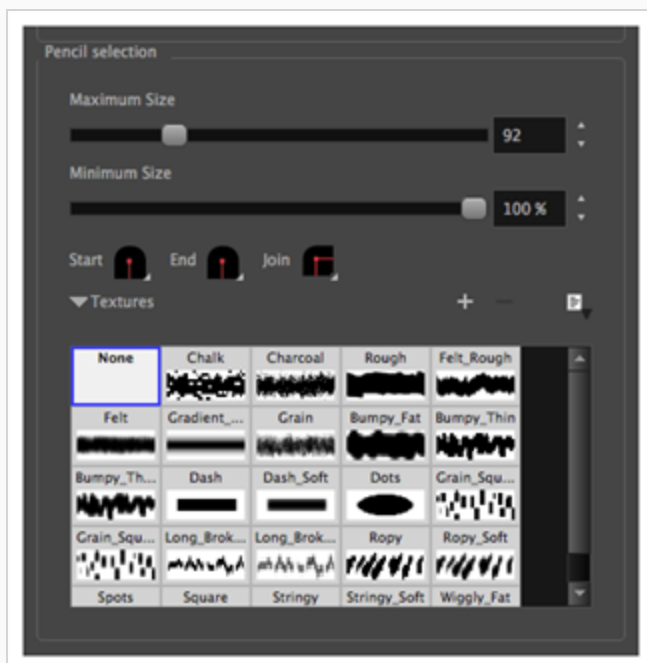 Pencil selection
Maximum Size
92
Minimum Size
100 %
Start End Join
Textures
None Chalk Charcoal Rough Felt_Rough
Felt Gradient_... Grain Bumpy_Fat Bumpy_Thin
Bumpy_Th... Dash Dash_Soft Dots Grain_Squ...
Grain_Squ... Long_Brok... Long_Brok... Ropy Ropy_Soft
Spots Square Stringy Stringy_Soft Wiggly_Fat